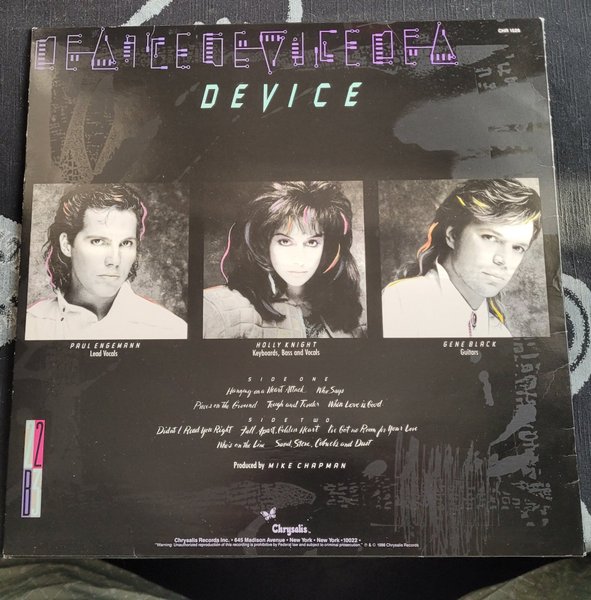 CHR 1526
DEVICE
PAUL ENGEMANN
Lead Vocals
HOLLY KNIGHT
Keyboards, Bass and Vocals
GENE BLACK
Guitars
SIDE ONE
Hanging on a Heart Attack Who Says
Pieces on the Ground Tough and Tender When Love is Good
SIDE TWO
Didn't I Read You Right Fall Apart, Golden Heart I've Got no Room for Your Love
Who's on the Line Sand, Stone, Cobwebs and Dust
Produced by MIKE CHAPMAN
Chrysalis
Chrysalis Records Inc. • 645 Madison Avenue • New York • New York • 10022 •
"Warning: Unauthorized reproduction of this recording is prohibited by Federal law and subject to criminal prosecution." ℗ & © 1986 Chrysalis Records